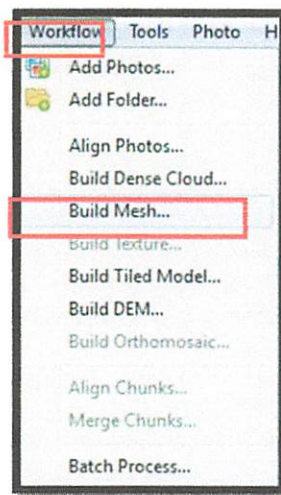 Workflow Tools Photo H
Add Photos...
Add Folder...
Align Photos...
Build Dense Cloud...
Build Mesh...
Build Texture...
Build Tiled Model...
Build DEM...
Build Orthomosaic...
Align Chunks...
Merge Chunks...
Batch Process...